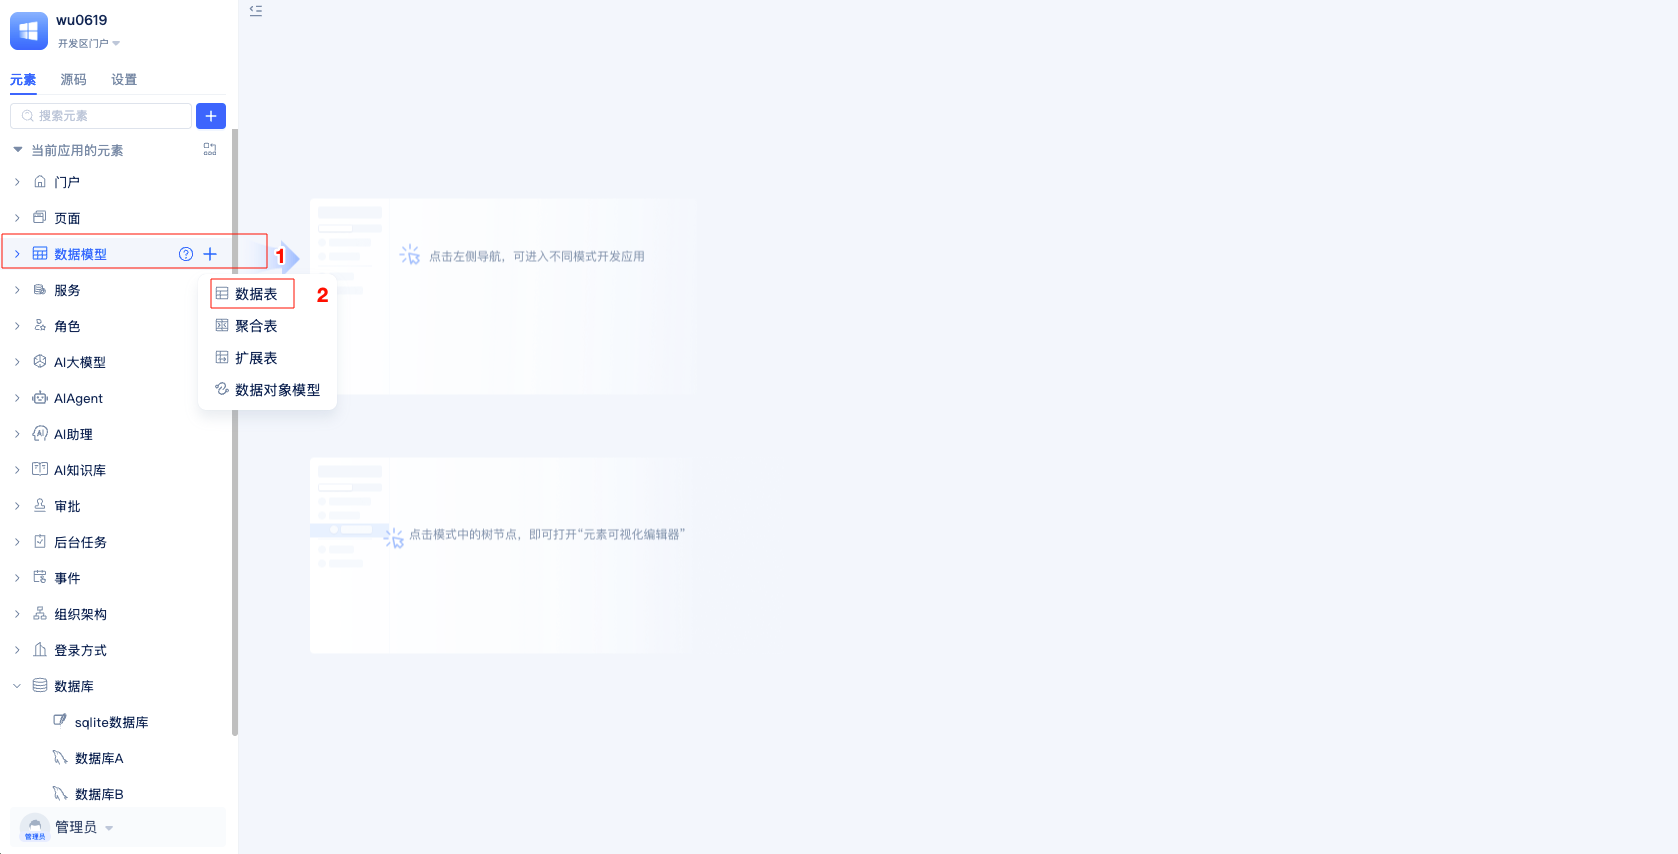 wu0619
开发区门户
元素 源码 设置
搜索元素
当前应用的元素
门户
页面
数据模型
1
点击左侧导航，可进入不同模式开发应用
服务
数据表
2
角色
聚合表
AI大模型
扩展表
AIAgent
数据对象模型
AI助理
AI知识库
审批
后台任务
点击模式中的树节点，即可打开“元素可视化编辑器”
事件
组织架构
登录方式
数据库
sqlite数据库
数据库A
数据库B
管理员
管理员